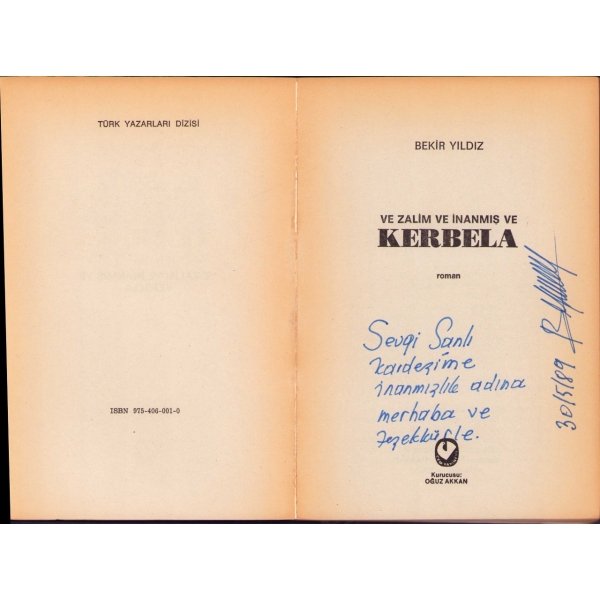 TÜRK YAZARLARI DİZİSİ
ISBN 975-406-001-0
BEKİR YILDIZ
VE ZALİM VE İNANMIŞ VE
KERBELA
roman
Sevgi Sanlı
kardeşime
inanmışlık adına
merhaba ve
teşekkürle.
30/5/89
Kurucusu:
OĞUZ AKKAN